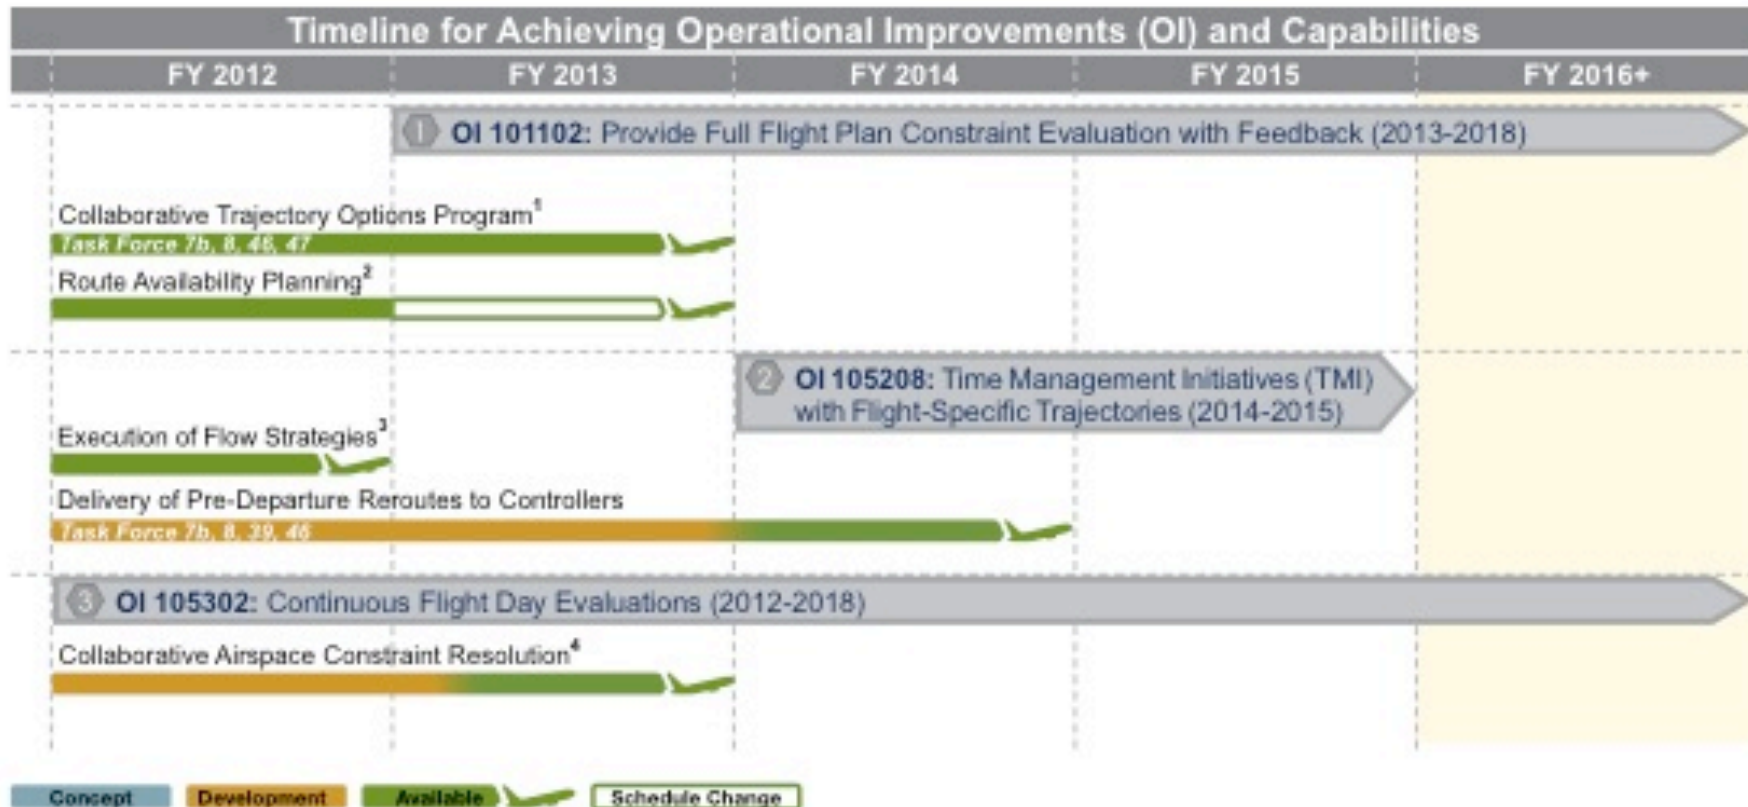 Timeline for Achieving Operational Improvements (OI) and Capabilities
FY 2012 FY 2013 FY 2014 FY 2015 FY 2016+
1 OI 101102: Provide Full Flight Plan Constraint Evaluation with Feedback (2013-2018)
Collaborative Trajectory Options Program¹
Task Force 7b, 8, 46, 47
Route Availability Planning²
2 OI 105208: Time Management Initiatives (TMI)
with Flight-Specific Trajectories (2014-2015)
Execution of Flow Strategies³
Delivery of Pre-Departure Reroutes to Controllers
Task Force 7b, 8, 39, 46
3 OI 105302: Continuous Flight Day Evaluations (2012-2018)
Collaborative Airspace Constraint Resolution⁴
Concept Development Available Schedule Change